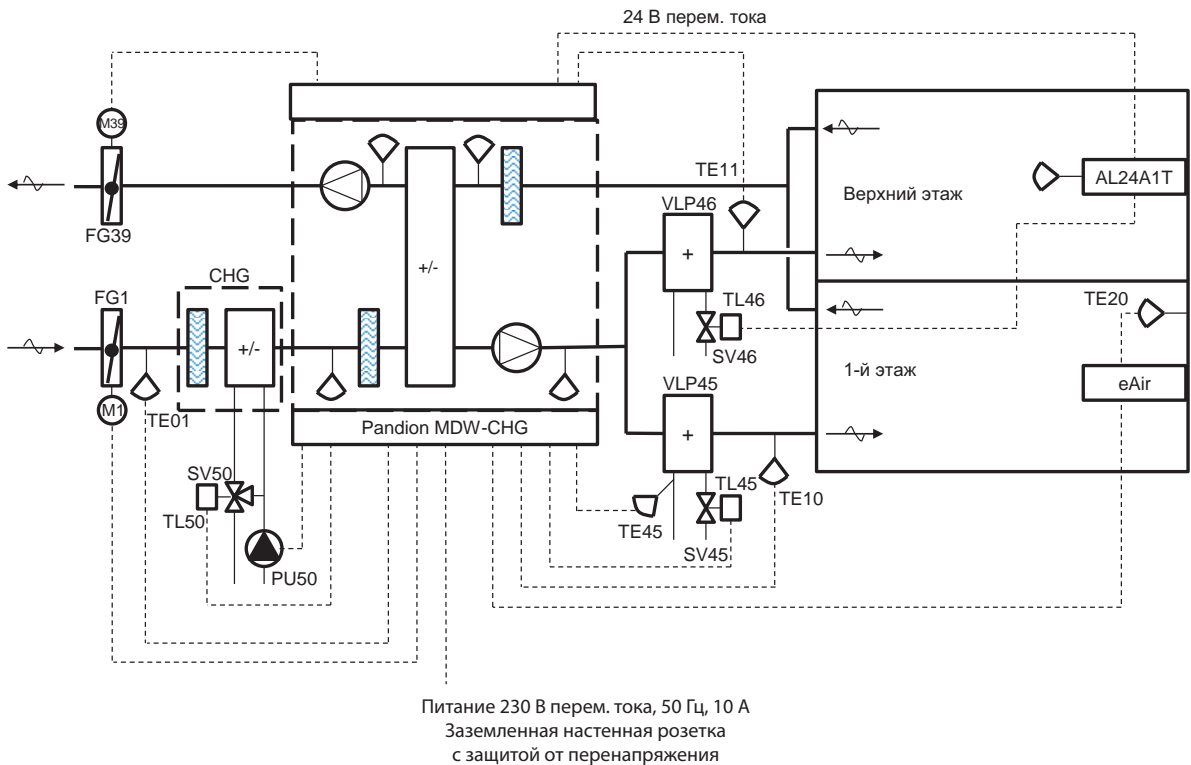 24 В перем. тока
M39
FG39
TE11
VLP46
+
Верхний этаж
AL24A1T
CHG
FG1
+/-
+/-
TL46
SV46
TE20
1-й этаж
eAir
VLP45
+
M1
TE01
Pandion MDW-CHG
SV50
TL50
PU50
TE45
TL45
SV45
TE10
Питание 230 В перем. тока, 50 Гц, 10 А
Заземленная настенная розетка
с защитой от перенапряжения